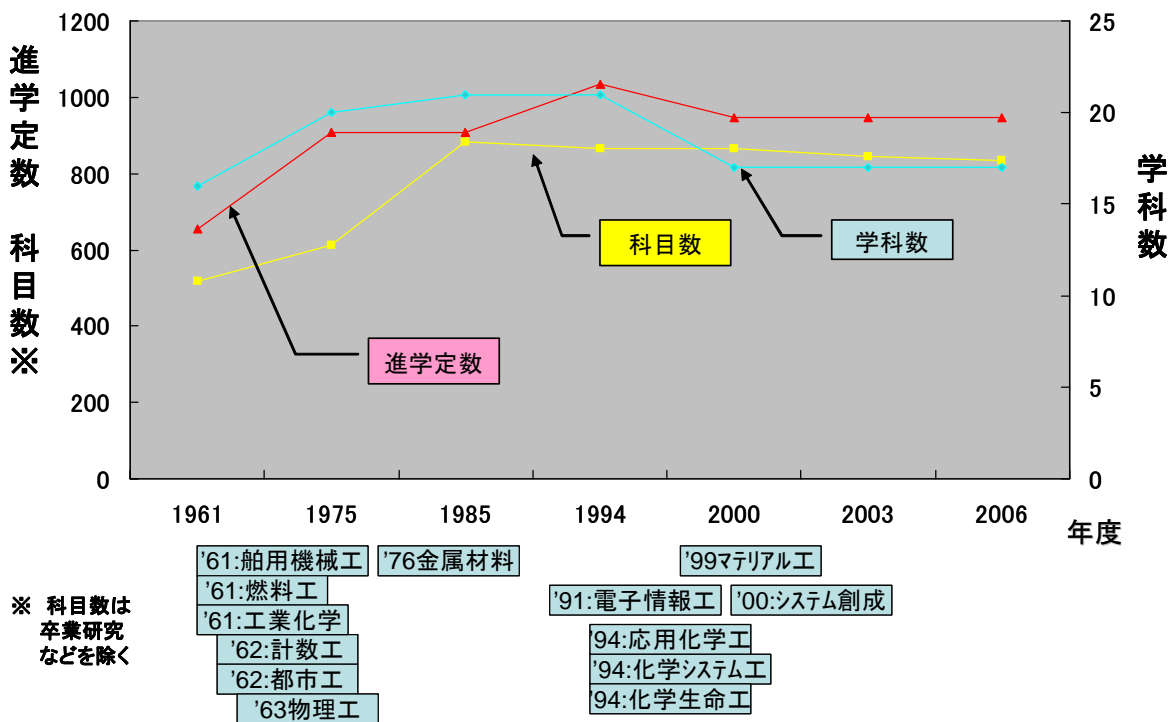 進学定数 科目数※
1200
1000
800
600
400
200
0
25
20
15
10
5
0
学科数
科目数
学科数
進学定数
1961 1975 1985 1994 2000 2003 2006
年度
'61:舶用機械工
'76金属材料
'99マテリアル工
'61:燃料工
'91:電子情報工
'00:システム創成
'61:工業化学
'62:計数工
'94:応用化学工
'62:都市工
'94:化学システム工
'63物理工
'94:化学生命工
※ 科目数は
卒業研究
などを除く